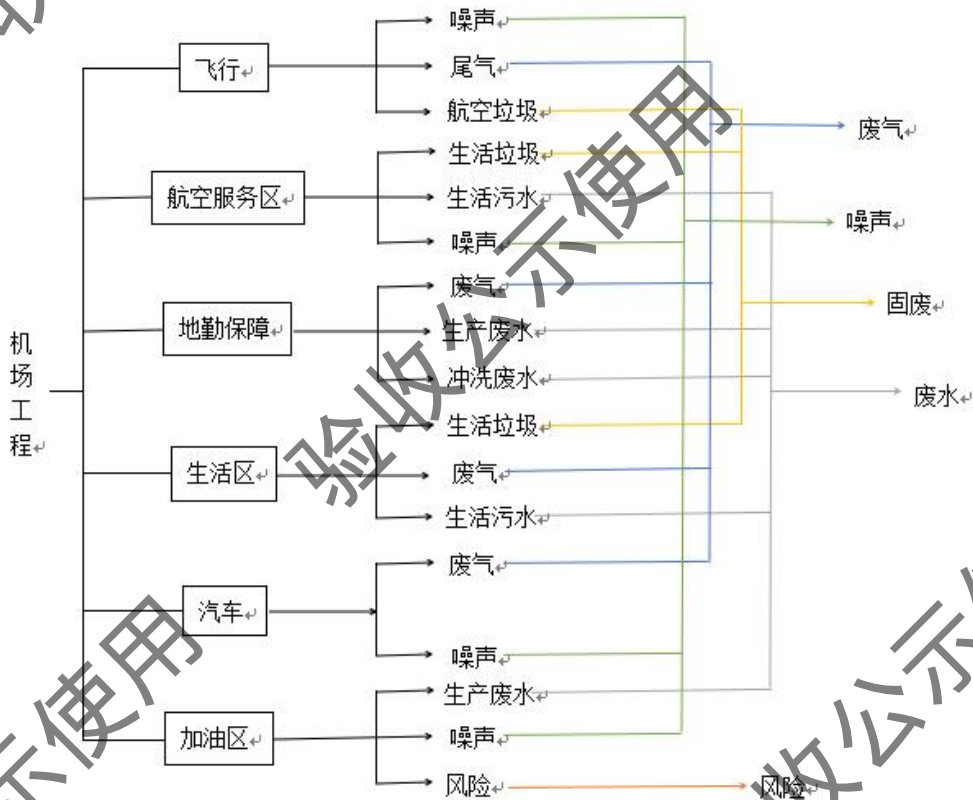 噪声
飞行
尾气
航空垃圾
废气
生活垃圾
航空服务区
生活污水
噪声
噪声
废气
固废
地勤保障
生产废水
机场工程
冲洗废水
废水
生活垃圾
生活区
废气
生活污水
废气
汽车
噪声
生产废水
加油区
噪声
风险
风险
验收公示使用
示使用
收公示